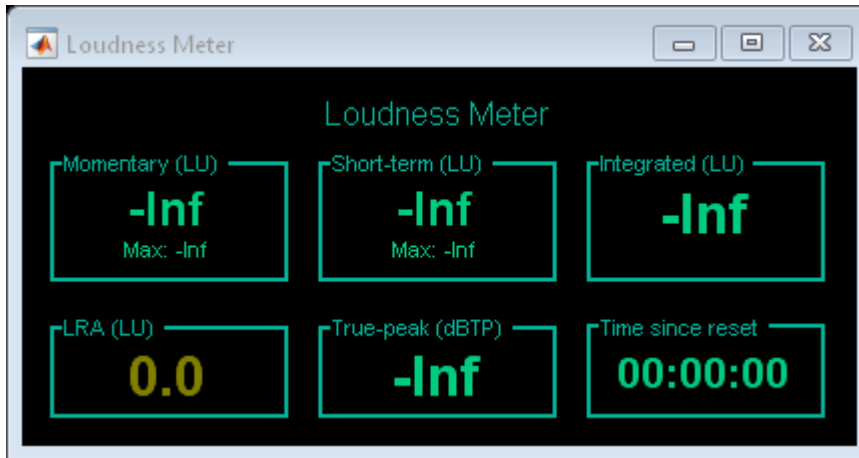 Loudness Meter
Loudness Meter
Momentary (LU)
-Inf
Max: -Inf
Short-term (LU)
-Inf
Max: -Inf
Integrated (LU)
-Inf
LRA (LU)
0.0
True-peak (dBTP)
-Inf
Time since reset
00:00:00